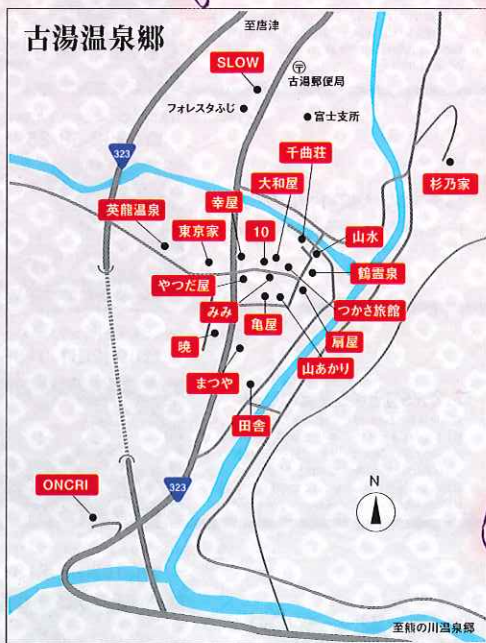 古湯温泉郷
至唐津
SLOW
〒
古湯郵便局
フォレスタふじ
富士支所
323
千曲荘
大和屋
杉乃家
幸屋
英龍温泉
東京家
10
山水
鶴霊泉
やつだ屋
みみ
つかさ旅館
亀屋
扇屋
暁
山あかり
まつや
田舎
ONCRI
323
N
至熊の川温泉郷